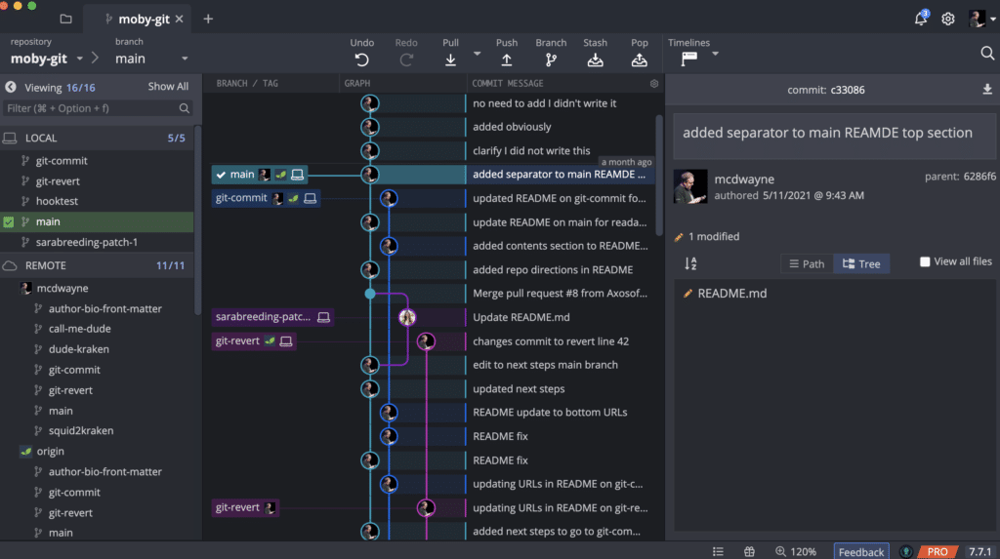 moby-git
3
repository
moby-git
branch
main
Undo
Redo
Pull
Push
Branch
Stash
Pop
Timelines
Viewing 16/16
Show All
Filter (⌘ + Option + f)
LOCAL
5/5
git-commit
git-revert
hooktest
main
sarabreeding-patch-1
REMOTE
11/11
mcdwayne
author-bio-front-matter
call-me-dude
dude-kraken
git-commit
git-revert
main
squid2kraken
origin
author-bio-front-matter
git-commit
git-revert
main
BRANCH / TAG
GRAPH
COMMIT MESSAGE
no need to add I didn't write it
added obviously
clarify I did not write this
a month ago
main
added separator to main REAMDE ...
git-commit
updated README on git-commit fo...
update README on main for reada...
added contents section to README...
added repo directions in README
Merge pull request #8 from Axosof...
sarabreeding-patc...
Update README.md
git-revert
changes commit to revert line 42
edit to next steps main branch
updated next steps
README update to bottom URLs
README fix
README fix
updating URLs in README on git-c...
git-revert
updating URLs in README on git-re...
added next steps to go to git-com...
commit: c33086
added separator to main REAMDE top section
mcdwayne
authored 5/11/2021 @ 9:43 AM
parent: 6286f6
1 modified
Path
Tree
View all files
README.md
120%
Feedback
PRO
7.7.1